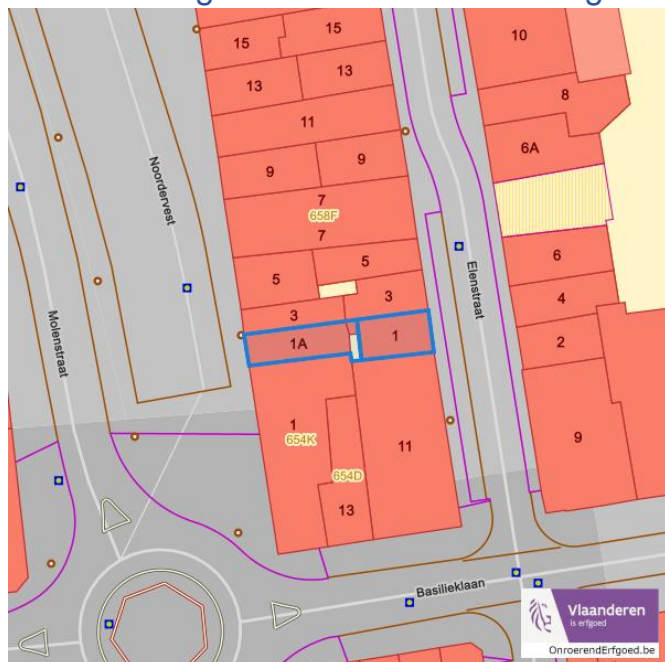 15
15
13
13
11
9
9
7
658F
7
5
5
3
3
1A
1
1
654K
654D
13
11
10
8
6A
6
4
2
9
Noordervest
Molenstraat
Elenstraat
Basilieklaan
Vlaanderen
is erfgoed
OnroerendErfgoed.be